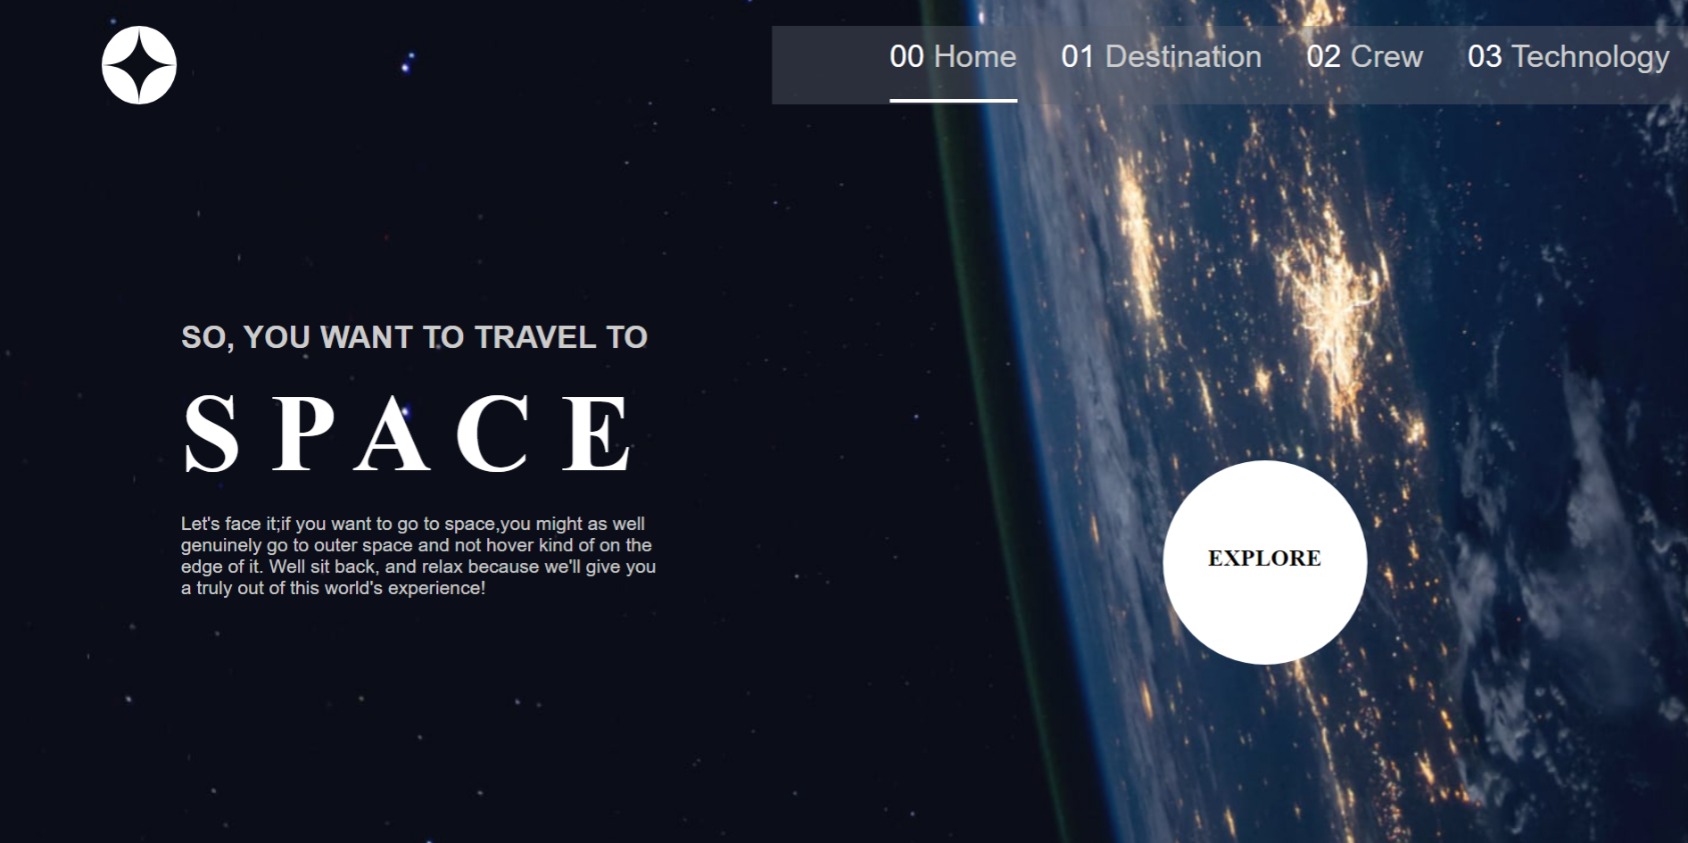 00 Home 01 Destination 02 Crew 03 Technology
SO, YOU WANT TO TRAVEL TO
SPACE
Let's face it;if you want to go to space,you might as well
genuinely go to outer space and not hover kind of on the
edge of it. Well sit back, and relax because we'll give you
a truly out of this world's experience!
EXPLORE